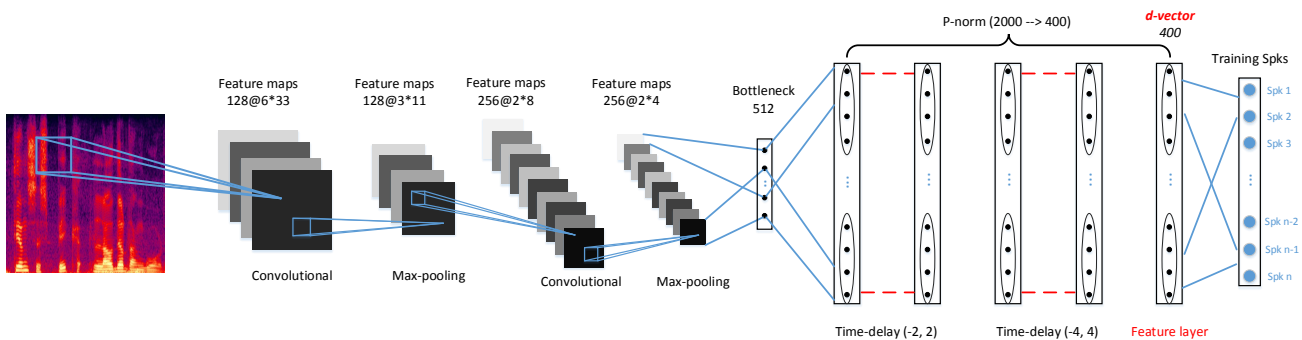 P-norm (2000 --> 400)
d-vector
400
Training Spks
Feature maps
128@6*33
Feature maps
128@3*11
Feature maps
256@2*8
Feature maps
256@2*4
Bottleneck
512
Spk 1
Spk 2
Spk 3
Spk n-2
Spk n-1
Spk n
Convolutional
Max-pooling
Convolutional
Max-pooling
Time-delay (-2, 2)
Time-delay (-4, 4)
Feature layer